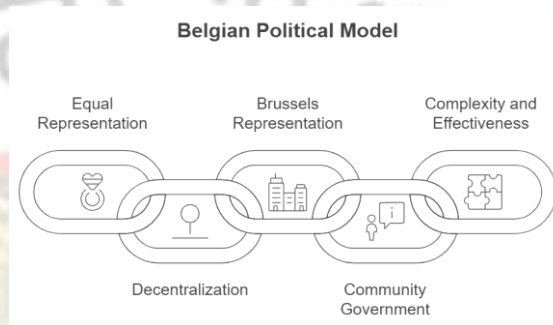 Belgian Political Model
Equal
Representation
Brussels
Representation
Complexity and
Effectiveness
i
Decentralization
Community
Government